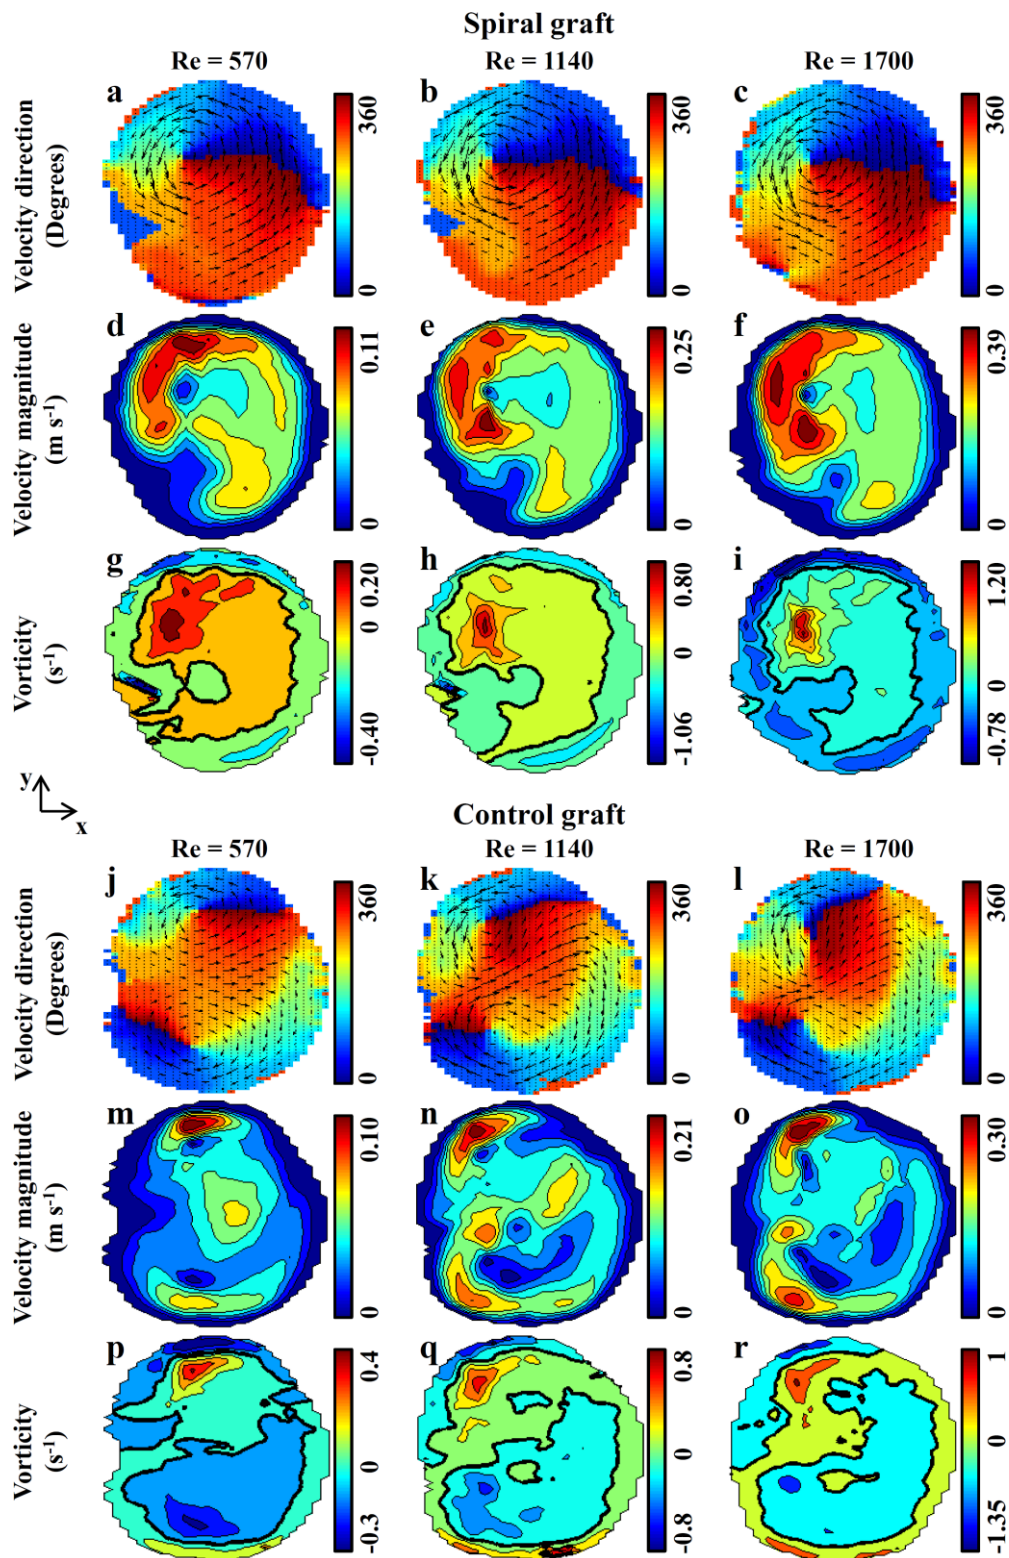 Spiral graft
Re = 570 Re = 1140 Re = 1700
Velocity direction
(Degrees)
a 360 0
b 360 0
c 360 0
Velocity magnitude
(m s⁻¹)
d 0.11 0
e 0.25 0
f 0.39 0
Vorticity
(s⁻¹)
g 0.20 0 -0.40
h 0.80 0 -1.06
i 1.20 0 -0.78
y
x
Control graft
Re = 570 Re = 1140 Re = 1700
Velocity direction
(Degrees)
j 360 0
k 360 0
l 360 0
Velocity magnitude
(m s⁻¹)
m 0.10 0
n 0.21 0
o 0.30 0
Vorticity
(s⁻¹)
p 0.4 0 -0.3
q 0.8 0 -0.8
r 1 0 -1.35